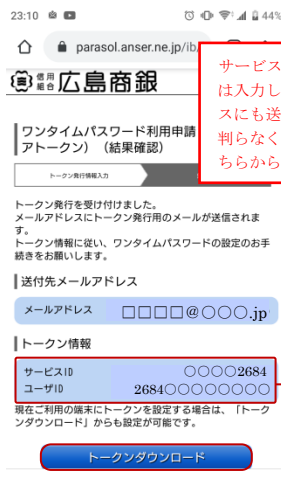 23:10
44%
parasol.anser.ne.jp/ib
信用組合 広島商銀
サービス
は入力し
スにも送
判らなく
ちらから
ワンタイムパスワード利用申請
アトークン）（結果確認）
トークン発行情報入力
トークン発行を受け付けました。
メールアドレスにトークン発行用のメールが送信されま
す。
トークン情報に従い、ワンタイムパスワードの設定のお手
続きをお願いします。
送付先メールアドレス
メールアドレス □□□□@〇〇〇.jp
トークン情報
サービスID 〇〇〇〇2684
ユーザID 2684〇〇〇〇〇〇〇〇
現在ご利用の端末にトークンを設定する場合は、「トーク
ンダウンロード」からも設定が可能です。
トークンダウンロード